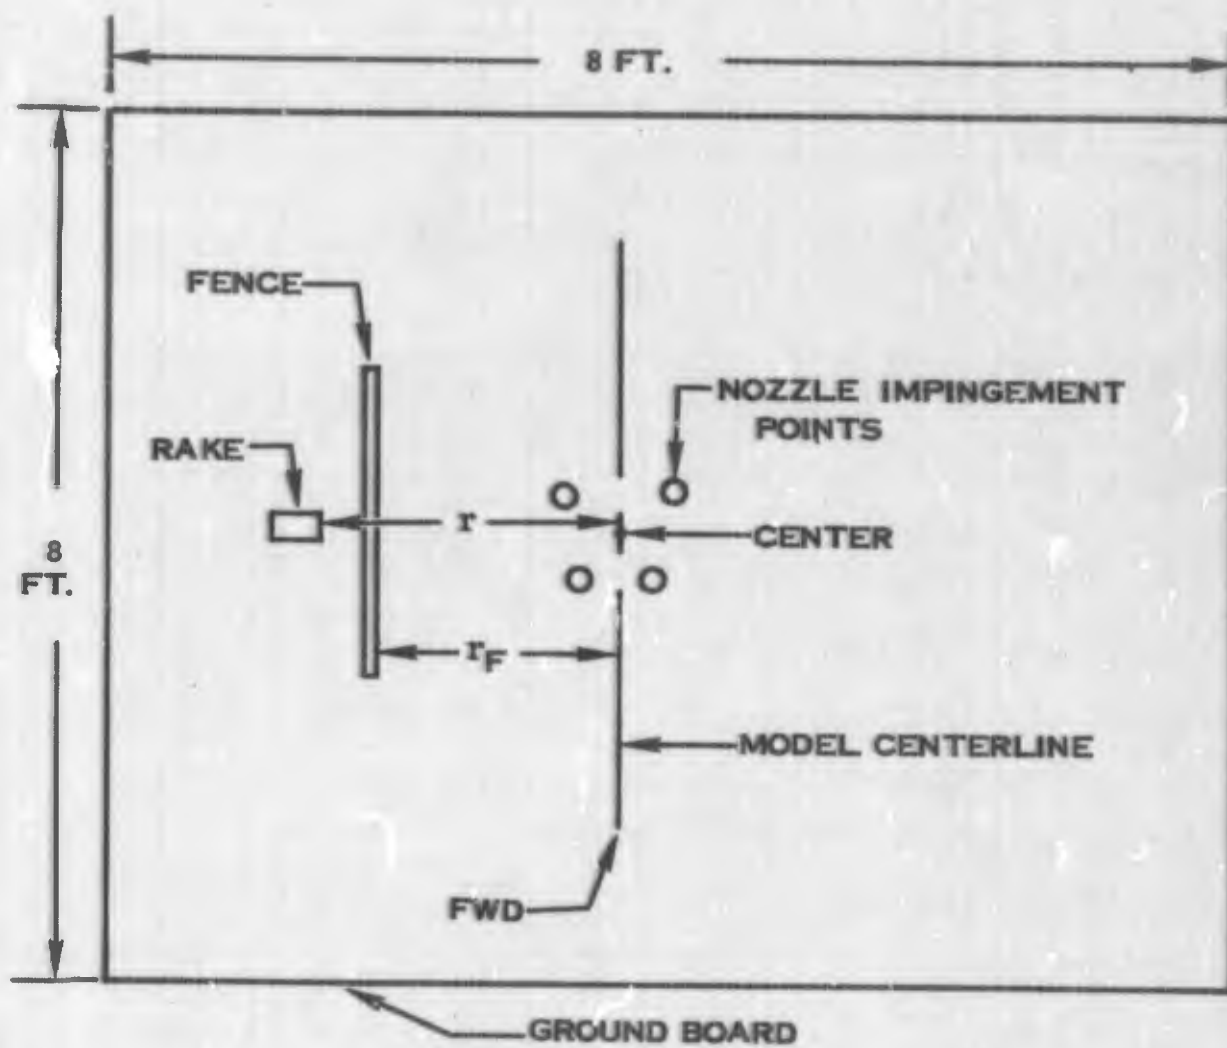 8 FT.
FENCE
NOZZLE IMPINGEMENT
POINTS
RAKE
r
CENTER
8
FT.
rF
MODEL CENTERLINE
FWD
GROUND BOARD